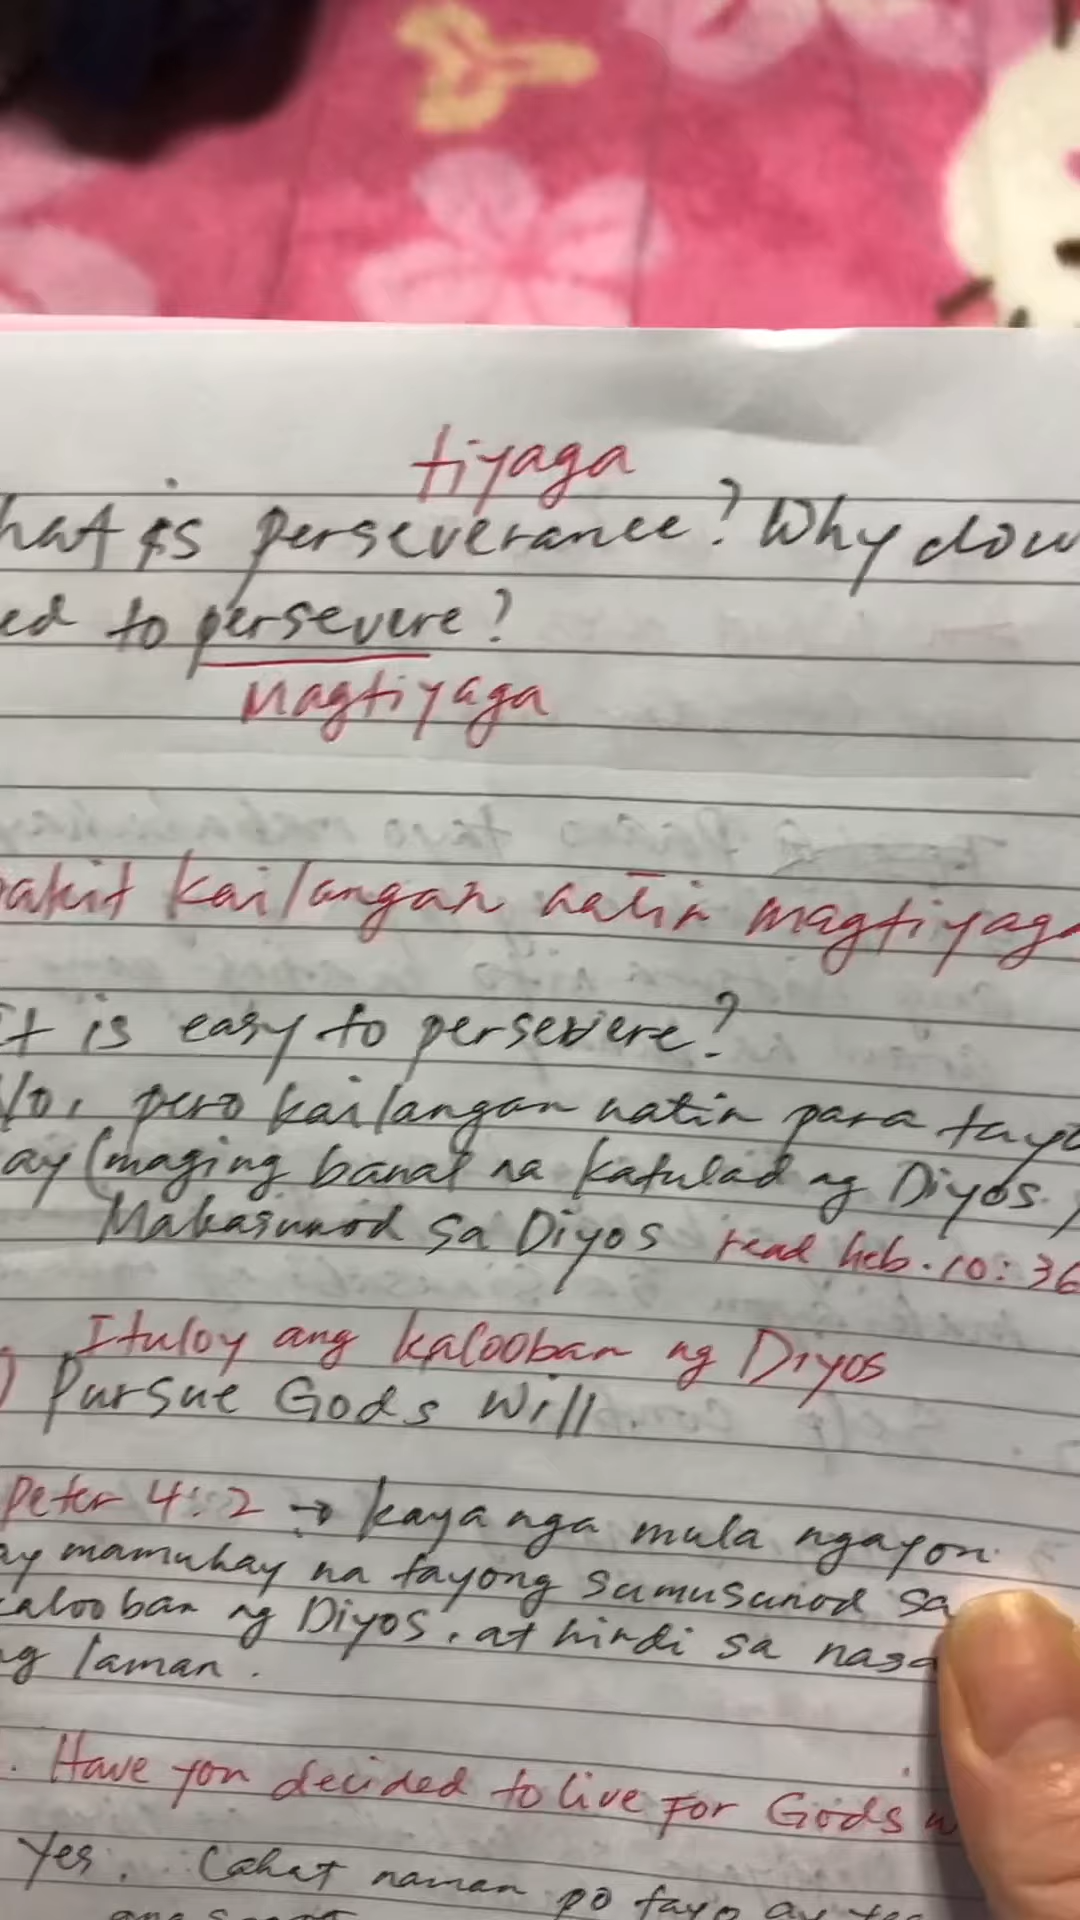 tiyaga
hat is perseverance? Why do w
ed to persevere?
Magtiyaga
akit kailangan natin magtiyaga
t is easy to persevere?
No, pero kailangan natin para tayo
ay (maging banal na katulad ng Diyos.)
Makasunod sa Diyos read heb. 10:36
Ituloy ang kalooban ng Diyos
) Pursue Gods Will
Peter 4:2 → kaya nga mula ngayon
ay mamuhay na tayong sumusunod sa
kalooban ng Diyos, at hindi sa nasa
ng laman.
. Have you decided to live For Gods w
Yes. Lahat naman po tayo ay